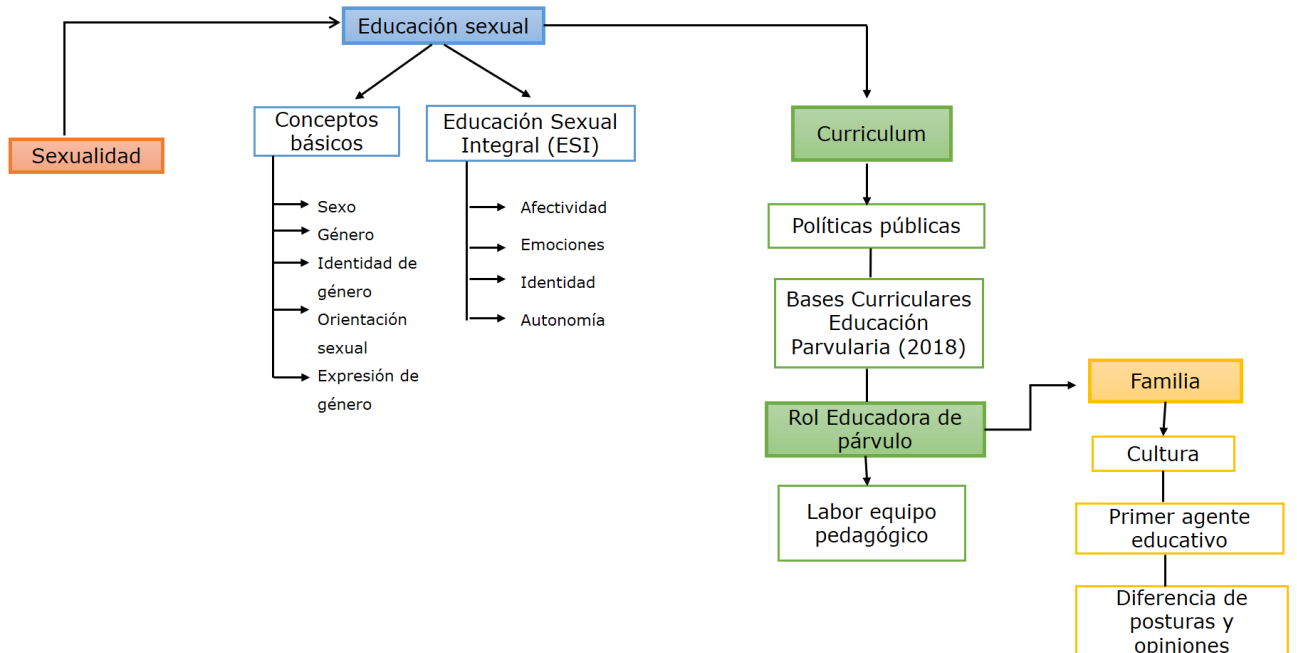 Educación sexual
Sexualidad
Conceptos
básicos
Sexo
Género
Identidad de
género
Orientación
sexual
Expresión de
género
Educación Sexual
Integral (ESI)
Afectividad
Emociones
Identidad
Autonomía
Curriculum
Políticas públicas
Bases Curriculares
Educación
Parvularia (2018)
Rol Educadora de
párvulo
Labor equipo
pedagógico
Familia
Cultura
Primer agente
educativo
Diferencia de
posturas y
opiniones